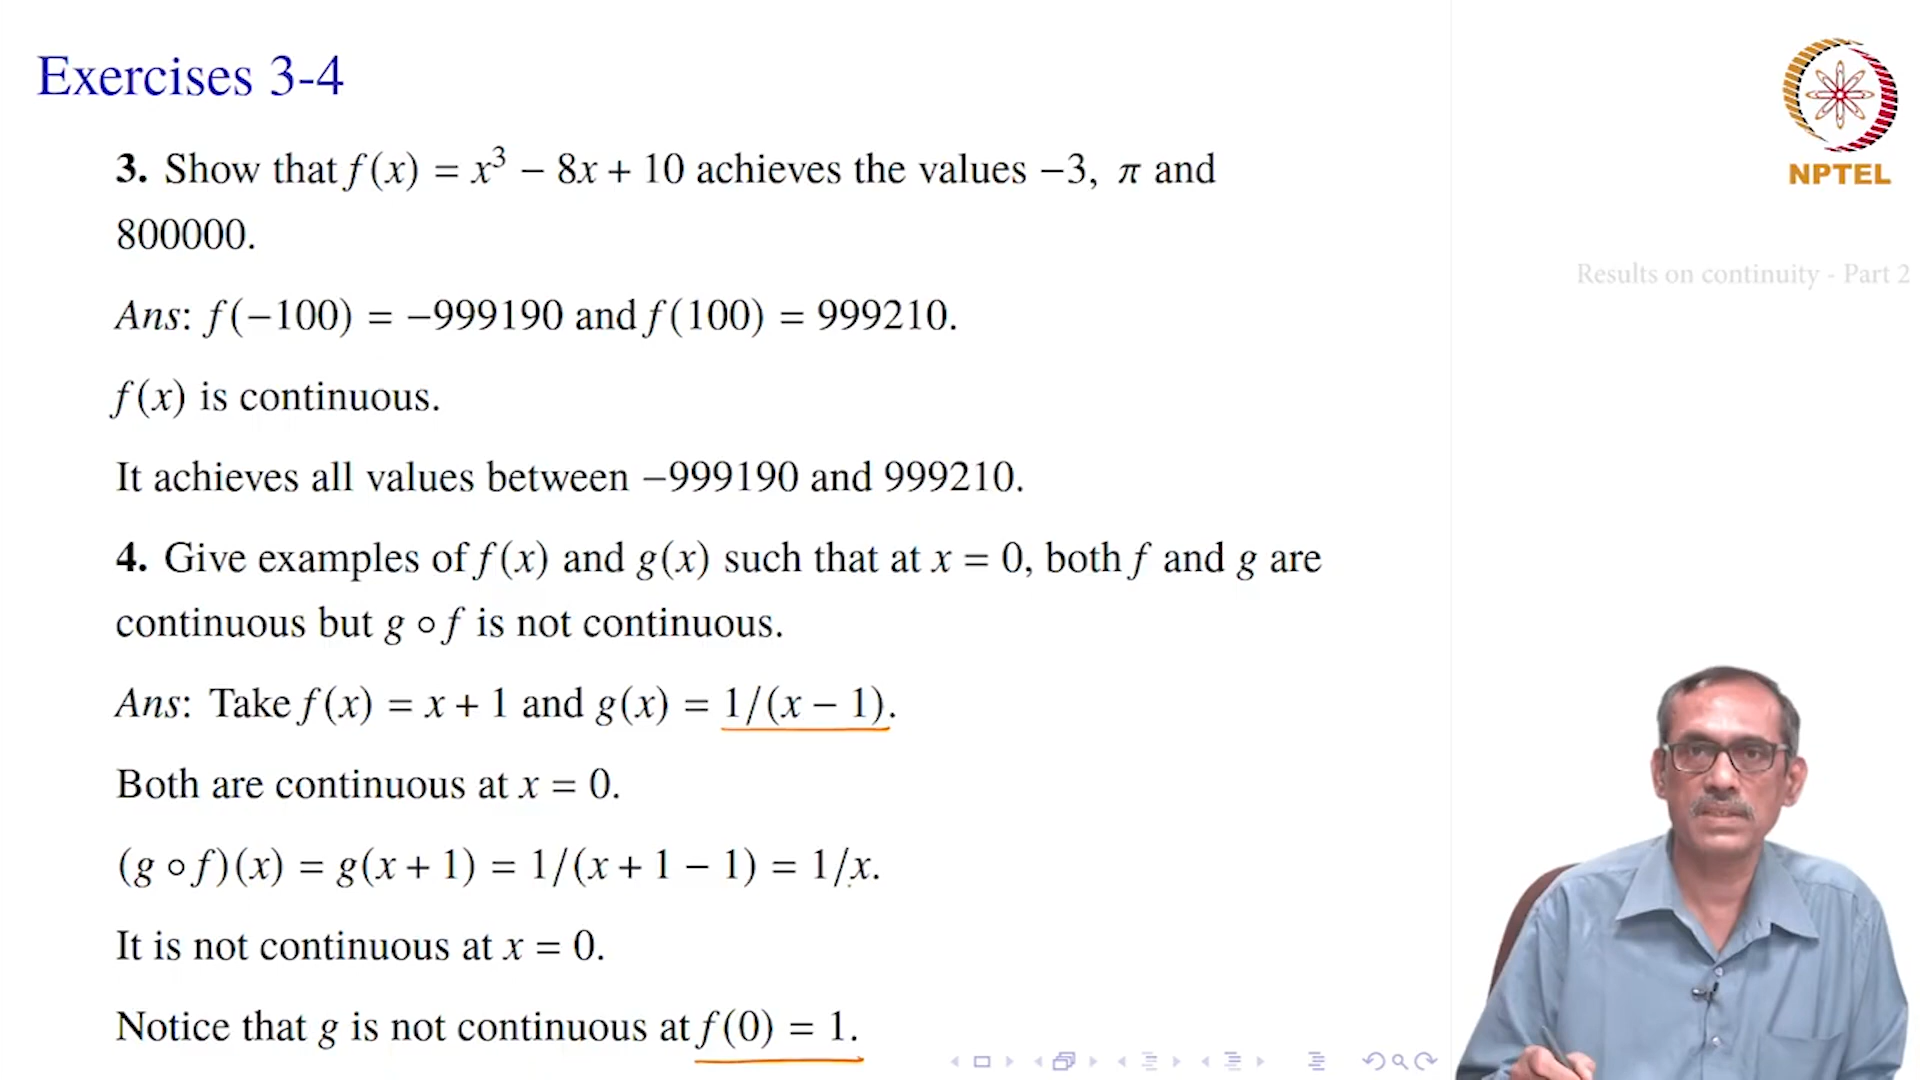 Exercises 3-4
3. Show that f(x) = x³ − 8x + 10 achieves the values −3, π and
800000.
Ans: f(−100) = −999190 and f(100) = 999210.
f(x) is continuous.
It achieves all values between −999190 and 999210.
4. Give examples of f(x) and g(x) such that at x = 0, both f and g are
continuous but g ∘ f is not continuous.
Ans: Take f(x) = x + 1 and g(x) = 1/(x − 1).
Both are continuous at x = 0.
(g ∘ f)(x) = g(x + 1) = 1/(x + 1 − 1) = 1/x.
It is not continuous at x = 0.
Notice that g is not continuous at f(0) = 1.
NPTEL
Results on continuity - Part 2